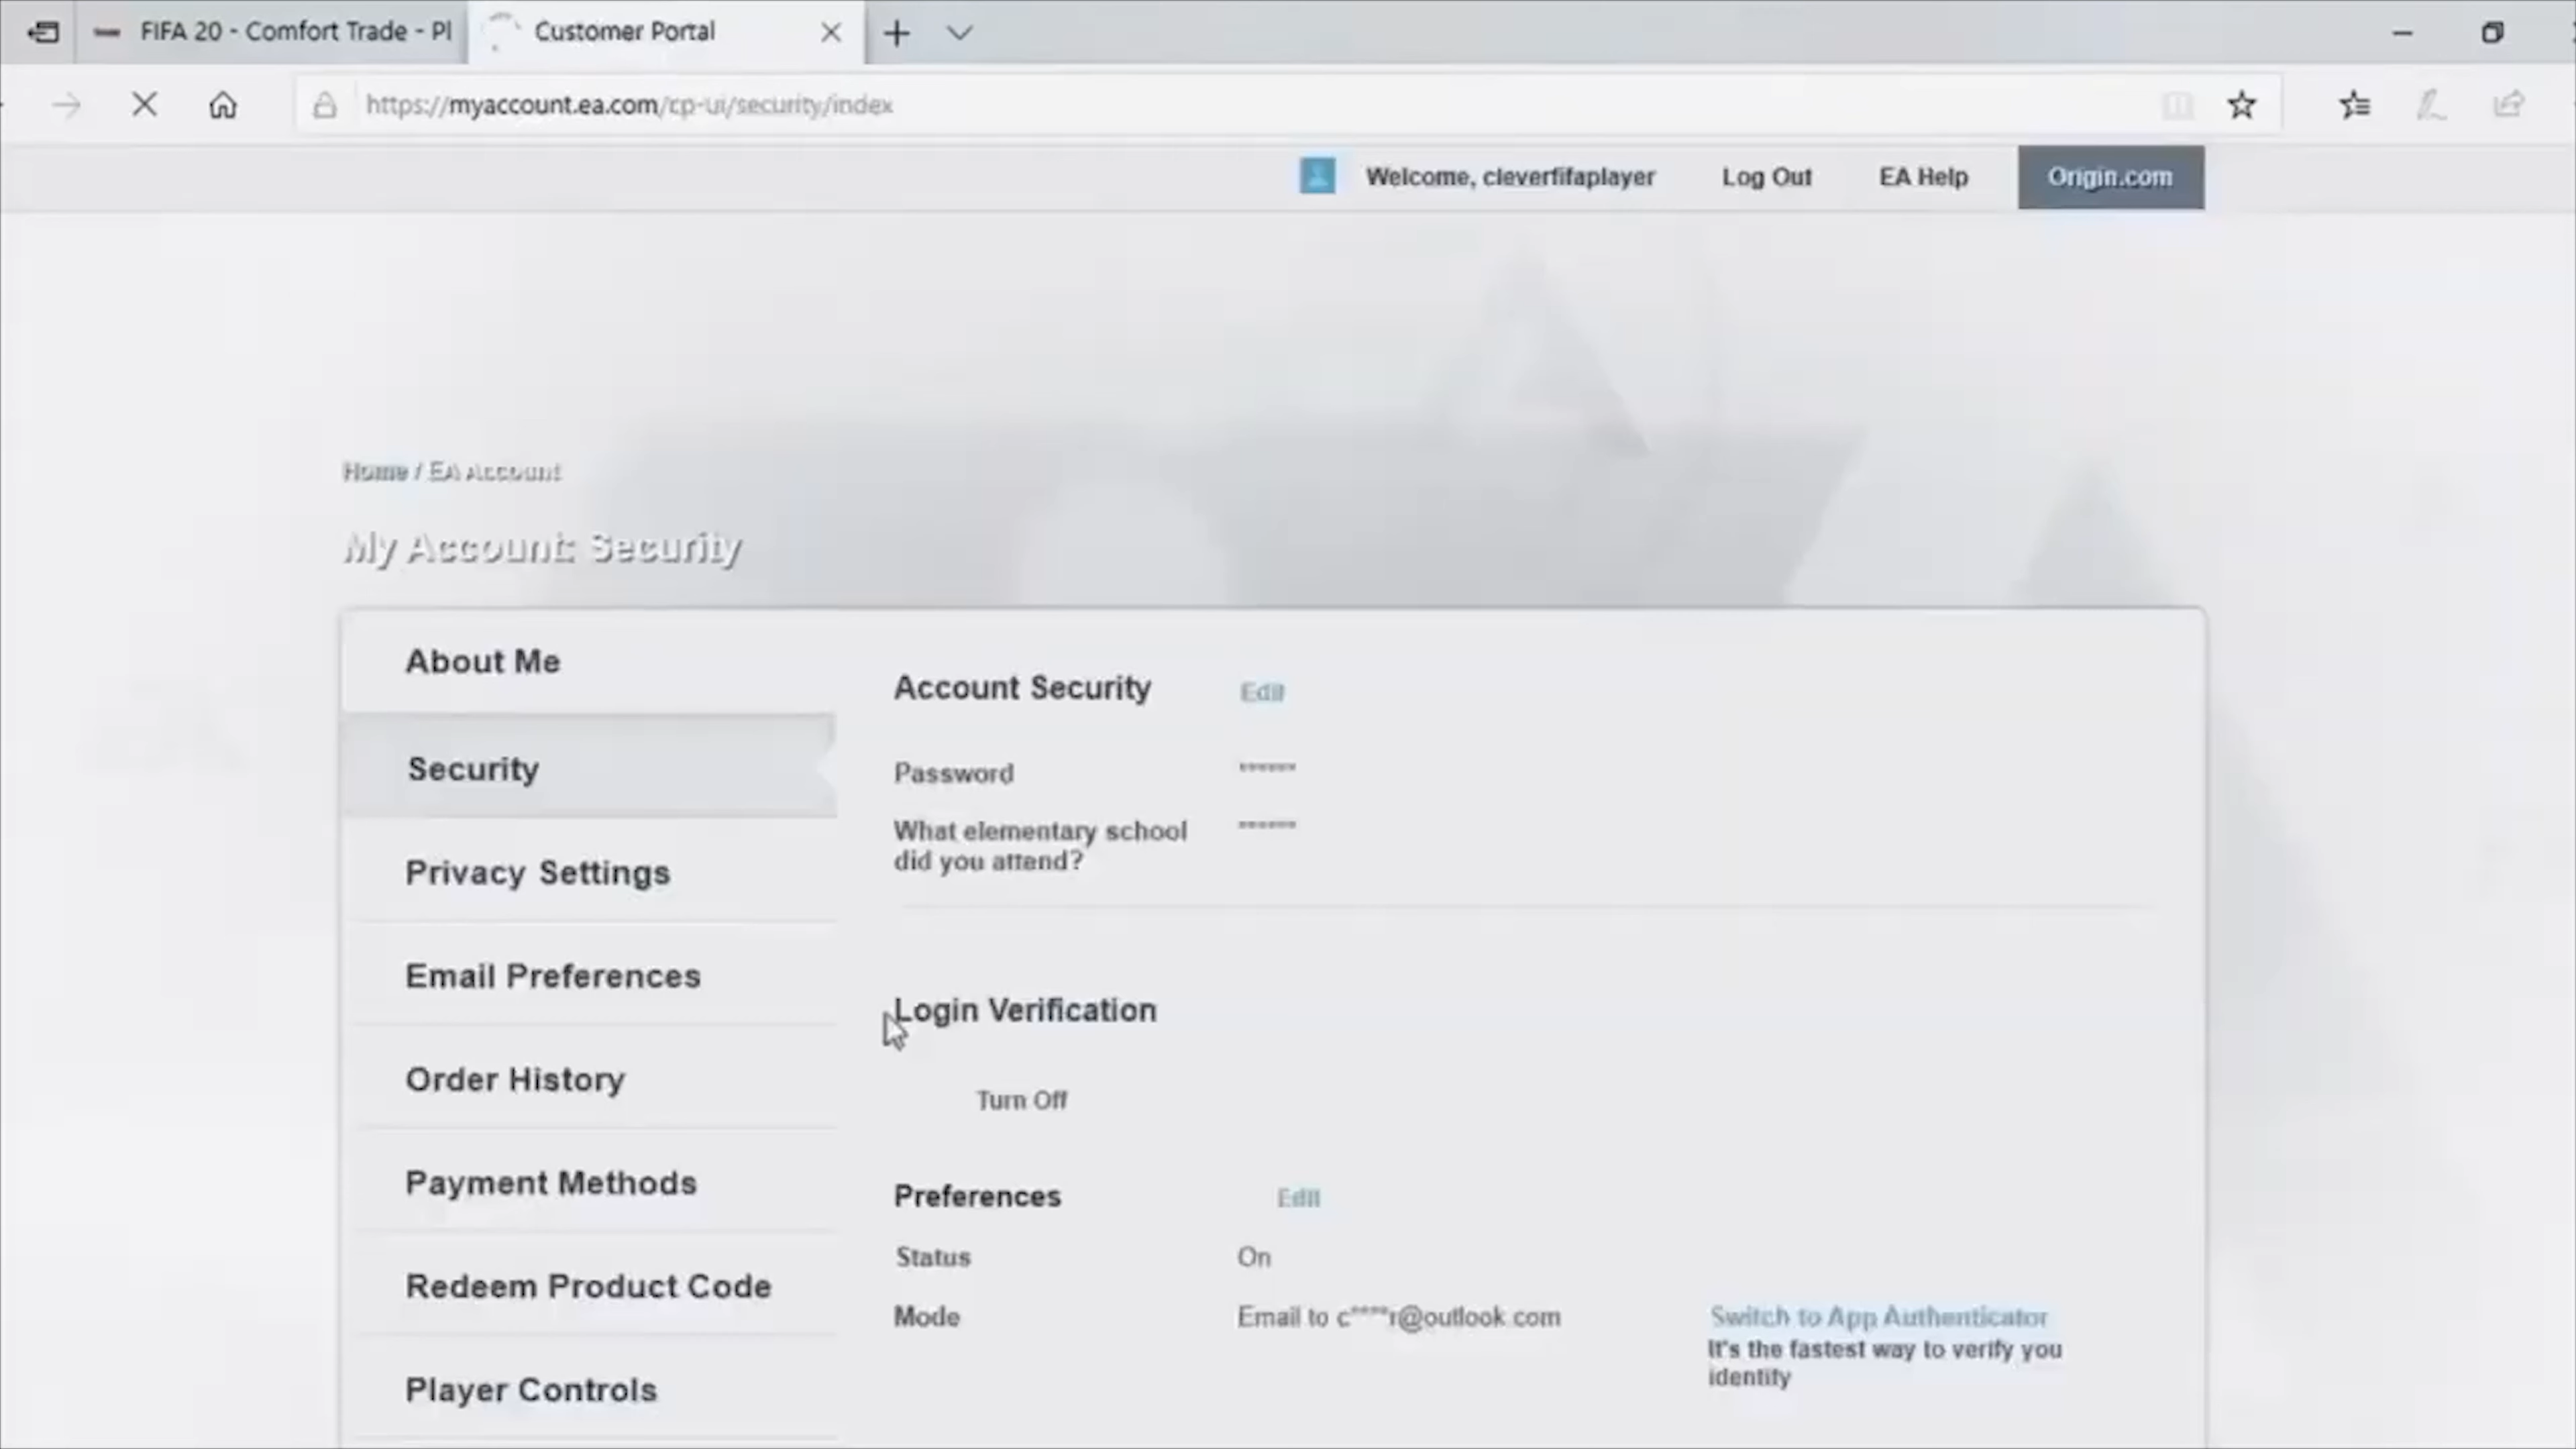 FIFA 20 - Comfort Trade - Pl
Customer Portal
https://myaccount.ea.com/cp-ui/security/index
Welcome, cleverfifaplayer
Log Out
EA Help
Origin.com
Home / EA Account
My Account: Security
About Me
Security
Privacy Settings
Email Preferences
Order History
Payment Methods
Redeem Product Code
Player Controls
Account Security
Edit
Password
******
What elementary school
did you attend?
******
Login Verification
Turn Off
Preferences
Edit
Status
On
Mode
Email to c****r@outlook.com
Switch to App Authenticator
It's the fastest way to verify you
identity